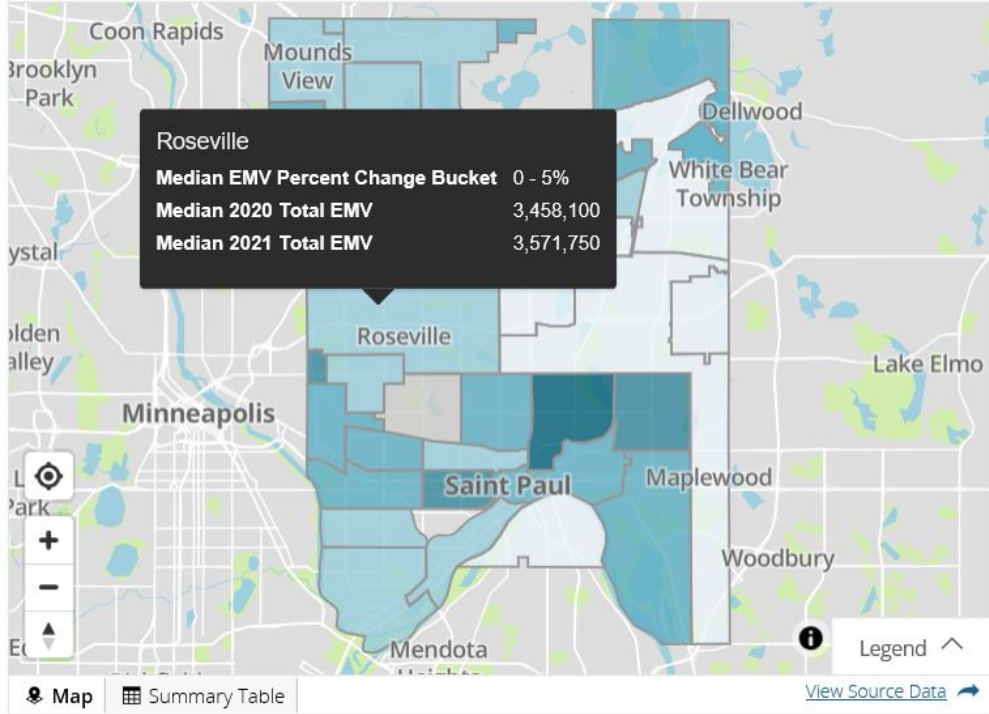 Coon Rapids
Mounds
View
Brooklyn
Park
Dellwood
Roseville
Median EMV Percent Change Bucket 0 - 5%
Median 2020 Total EMV 3,458,100
Median 2021 Total EMV 3,571,750
White Bear
Township
Roseville
Lake Elmo
Minneapolis
Park
Saint Paul
Maplewood
Woodbury
Mendota
Legend
Map
Summary Table
View Source Data